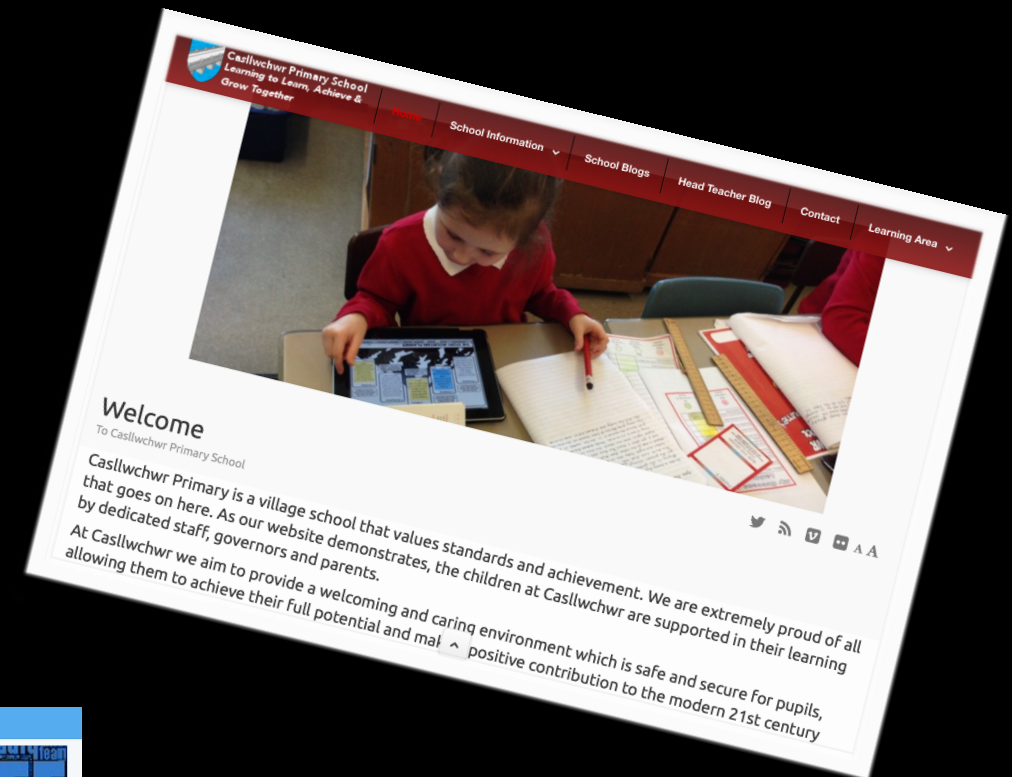 Casllwchwr Primary School
Learning to Learn, Achieve &
Grow Together
Home
School Information
School Blogs
Head Teacher Blog
Contact
Learning Area
Welcome
To Casllwchwr Primary School
A A
Casllwchwr Primary is a village school that values standards and achievement. We are extremely proud of all
that goes on here. As our website demonstrates, the children at Casllwchwr are supported in their learning
by dedicated staff, governors and parents.
At Casllwchwr we aim to provide a welcoming and caring environment which is safe and secure for pupils,
allowing them to achieve their full potential and positive contribution to the modern 21st century
team